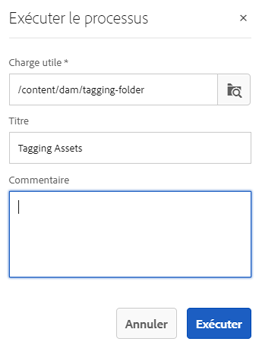 Exécuter le processus ×
Charge utile *
/content/dam/tagging-folder
Titre
Tagging Assets
Commentaire
Annuler Exécuter